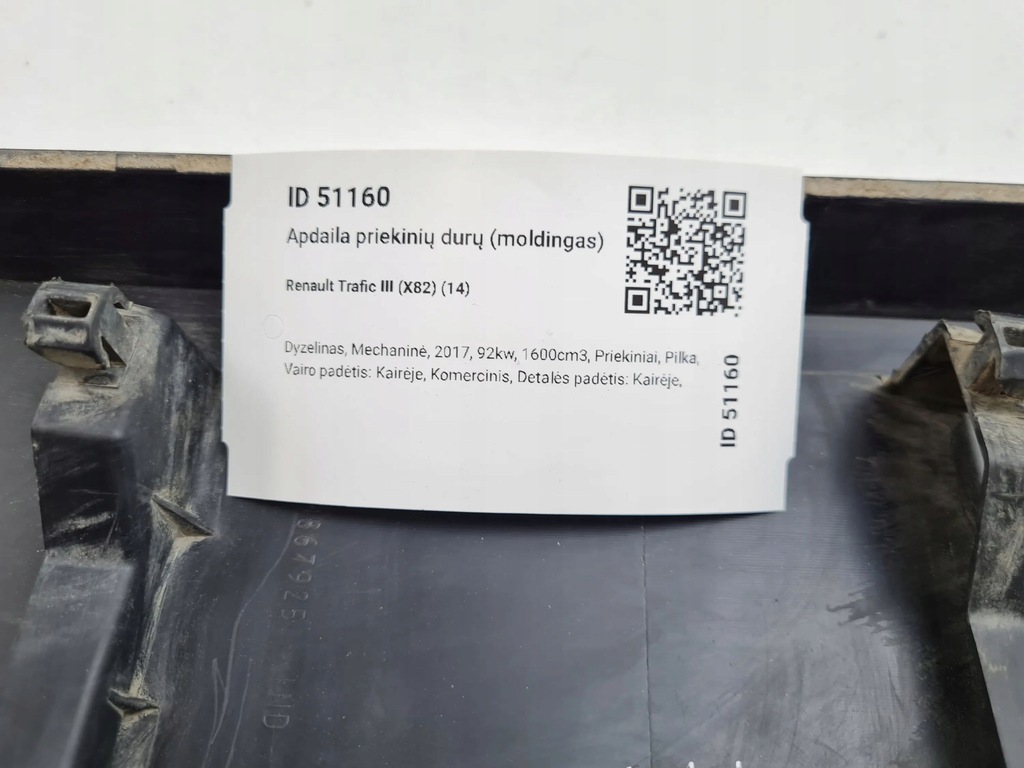 ID 51160
Apdaila priekinių durų (moldingas)
Renault Trafic III (X82) (14)
Dyzelinas, Mechaninė, 2017, 92kw, 1600cm3, Priekiniai, Pilka,
Vairo padėtis: Kairėje, Komercinis, Detalės padėtis: Kairėje,
ID 51160